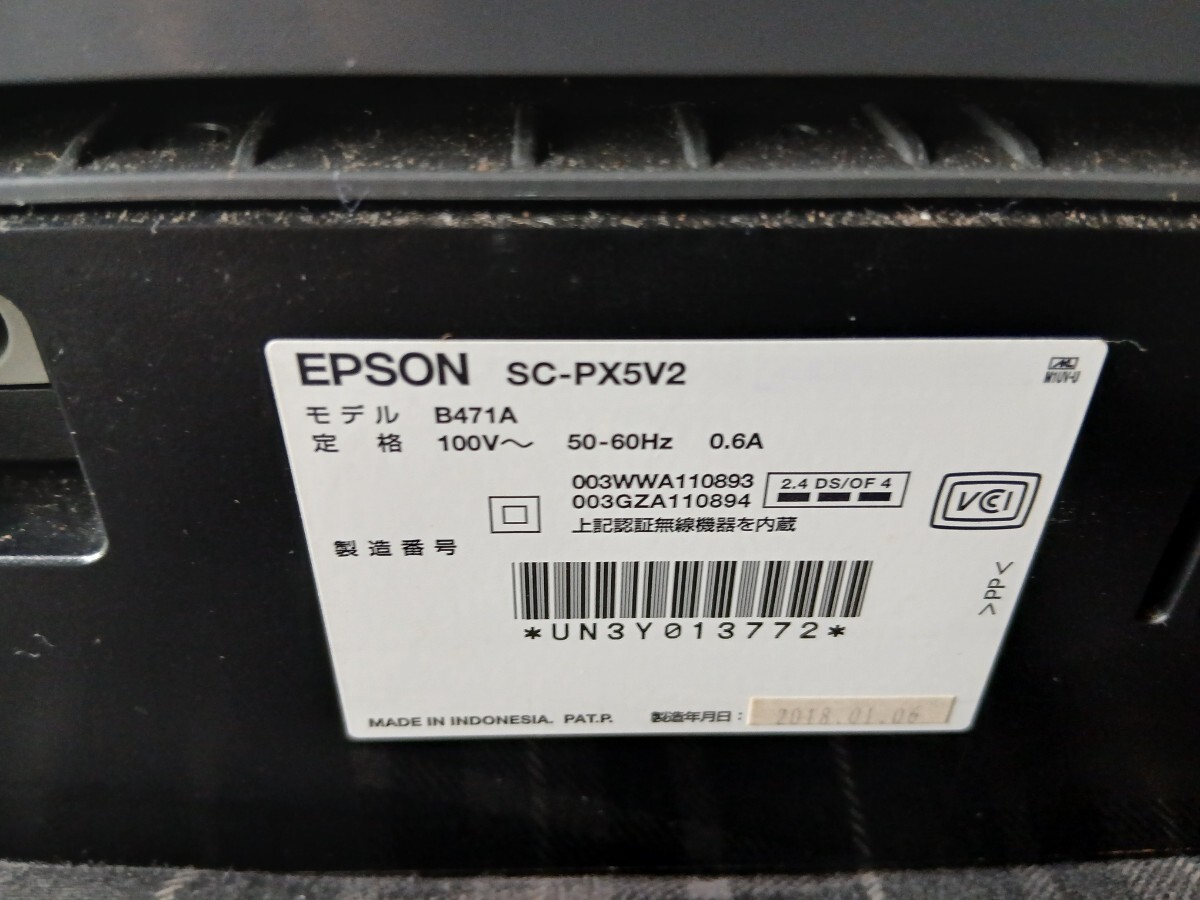 EPSON SC-PX5V2
M1UV-U
モデル B471A
定格 100V～ 50-60Hz 0.6A
003WWA110893
003GZA110894
2.4 DS/OF 4
上記認証無線機器を内蔵
VCI
製造番号
*UN3Y013772*
>PP<
MADE IN INDONESIA. PAT.P. 製造年月日: 2018.01.06